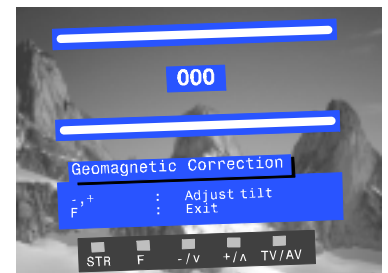 000
Geomagnetic Correction
-,+ : Adjust tilt
F : Exit
STR F -/v +/ʌ TV/AV